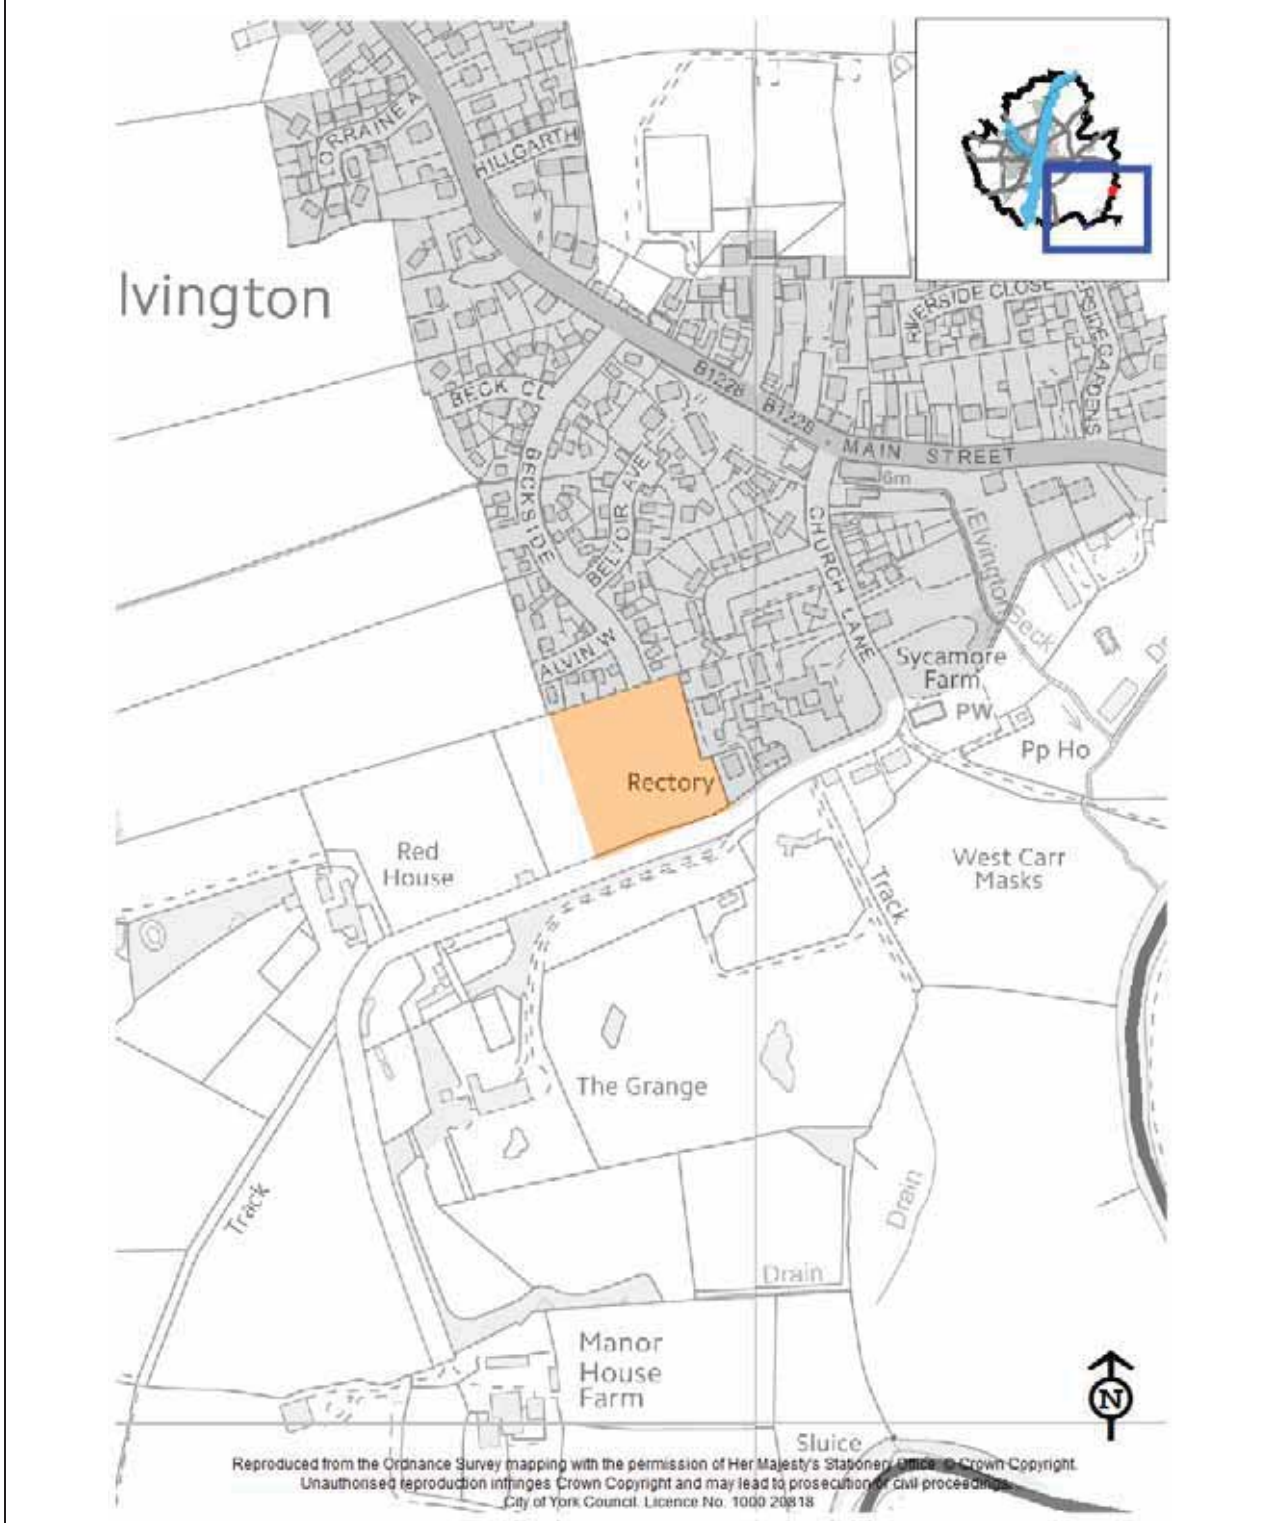 LORRAINE A
HILLGARTH
lvington
RIVERSIDE CLOSE
RSIDE GARDENS
BECK CL
B1228
B1228
MAIN STREET
6m
BECKSIDE
BELVOIR AVE
CHURCH LANE
Elvington Beck
ALVIN W
Sycamore
Farm
PW
Pp Ho
Rectory
Red
House
West Carr
Masks
Track
The Grange
Track
Drain
Drain
Manor
House
Farm
N
Sluice
Reproduced from the Ordnance Survey mapping with the permission of Her Majesty's Stationery Office. © Crown Copyright.
Unauthorised reproduction infringes Crown Copyright and may lead to prosecution or civil proceedings.
City of York Council. Licence No. 1000 20818